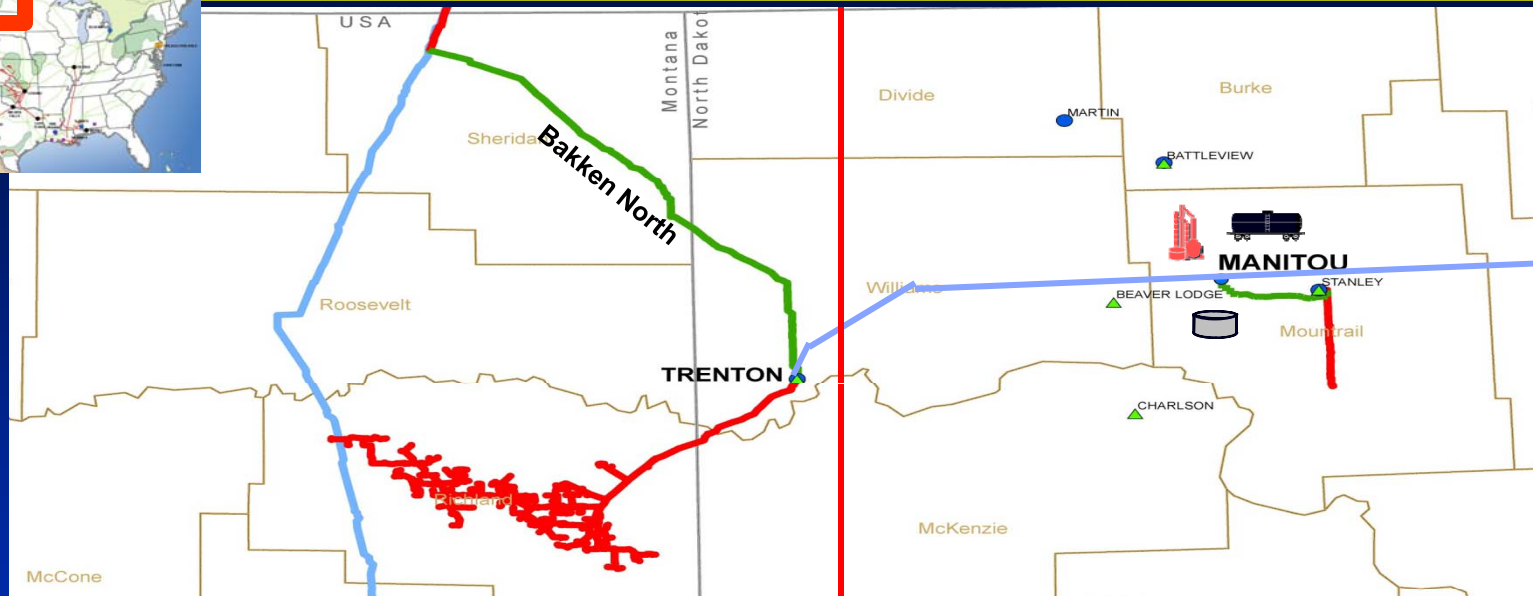 USA
Montana
North Dakot
Divide
Burke
MARTIN
BATTLEVIEW
Sherida
Bakken North
MANITOU
Williams
BEAVER LODGE
STANLEY
Roosevelt
Mountrail
TRENTON
CHARLSON
Richland
McKenzie
McCone